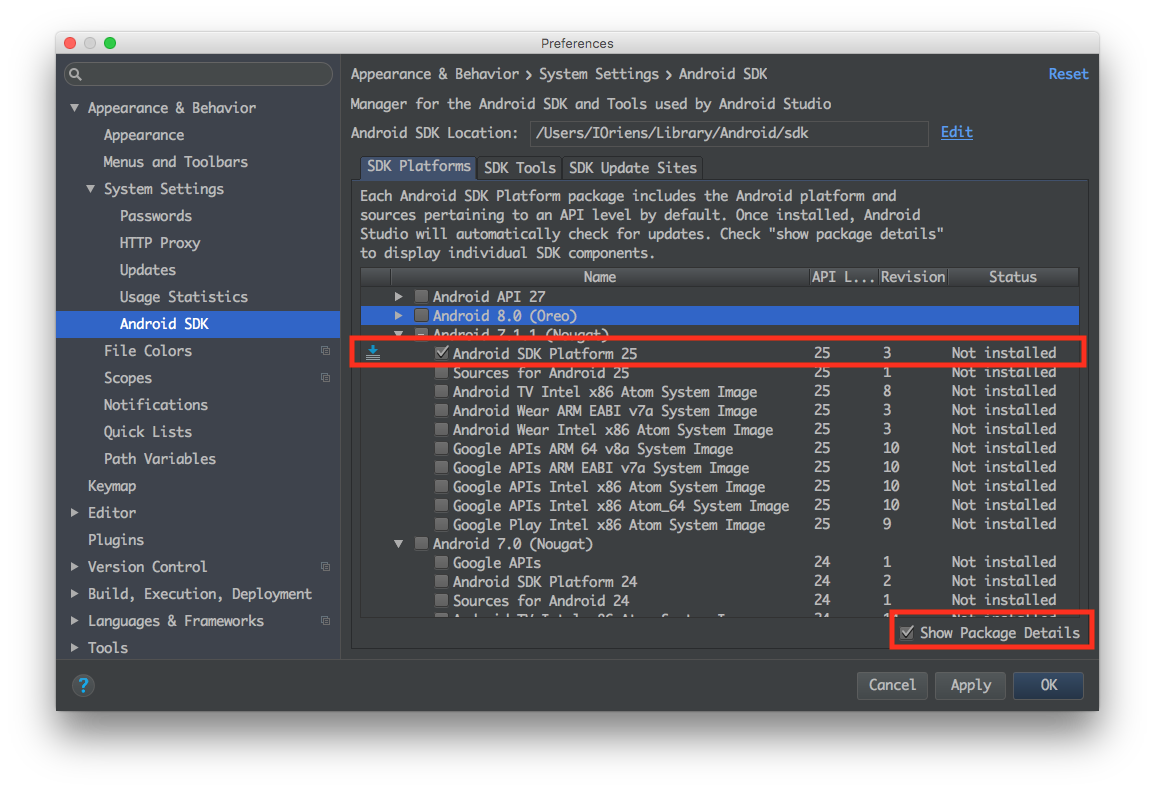 Preferences
Appearance & Behavior
Appearance
Menus and Toolbars
System Settings
Passwords
HTTP Proxy
Updates
Usage Statistics
Android SDK
File Colors
Scopes
Notifications
Quick Lists
Path Variables
Keymap
Editor
Plugins
Version Control
Build, Execution, Deployment
Languages & Frameworks
Tools
?
Appearance & Behavior › System Settings › Android SDK Reset
Manager for the Android SDK and Tools used by Android Studio
Android SDK Location: /Users/IOriens/Library/Android/sdk Edit
SDK Platforms SDK Tools SDK Update Sites
Each Android SDK Platform package includes the Android platform and
sources pertaining to an API level by default. Once installed, Android
Studio will automatically check for updates. Check "show package details"
to display individual SDK components.
Name API L... Revision Status
Android API 27
Android 8.0 (Oreo)
Android 7.1.1 (Nougat)
Android SDK Platform 25 25 3 Not installed
Sources for Android 25 25 1 Not installed
Android TV Intel x86 Atom System Image 25 8 Not installed
Android Wear ARM EABI v7a System Image 25 3 Not installed
Android Wear Intel x86 Atom System Image 25 3 Not installed
Google APIs ARM 64 v8a System Image 25 10 Not installed
Google APIs ARM EABI v7a System Image 25 10 Not installed
Google APIs Intel x86 Atom System Image 25 10 Not installed
Google APIs Intel x86 Atom_64 System Image 25 10 Not installed
Google Play Intel x86 Atom System Image 25 9 Not installed
Android 7.0 (Nougat)
Google APIs 24 1 Not installed
Android SDK Platform 24 24 2 Not installed
Sources for Android 24 24 1 Not installed
Show Package Details
Cancel Apply OK